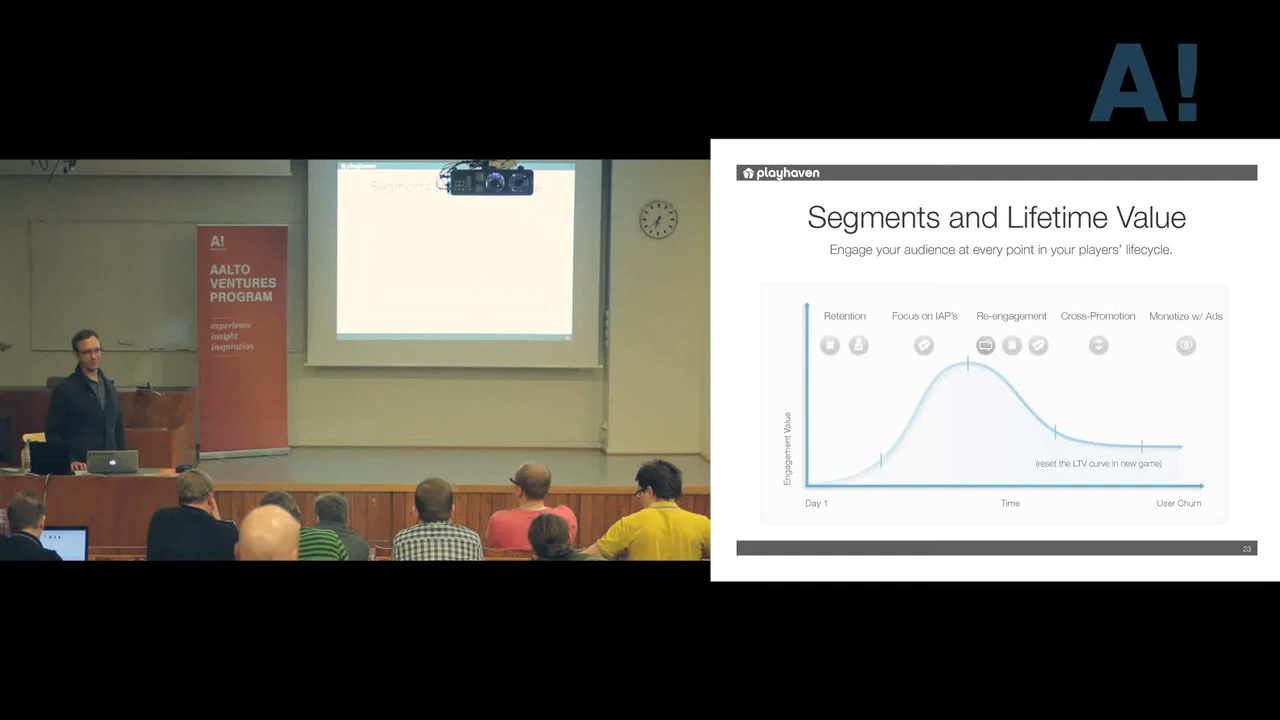 A!
playhaven
Segments and Lifetime Value
Engage your audience at every point in your players' lifecycle.
Retention
Focus on IAP's
Re-engagement
Cross-Promotion
Monetize w/ Ads
Engagement Value
(reset the LTV curve in new game)
Day 1
Time
User Churn
23
playhaven
Segments
A!
AALTO
VENTURES
PROGRAM
experience
insight
inspiration